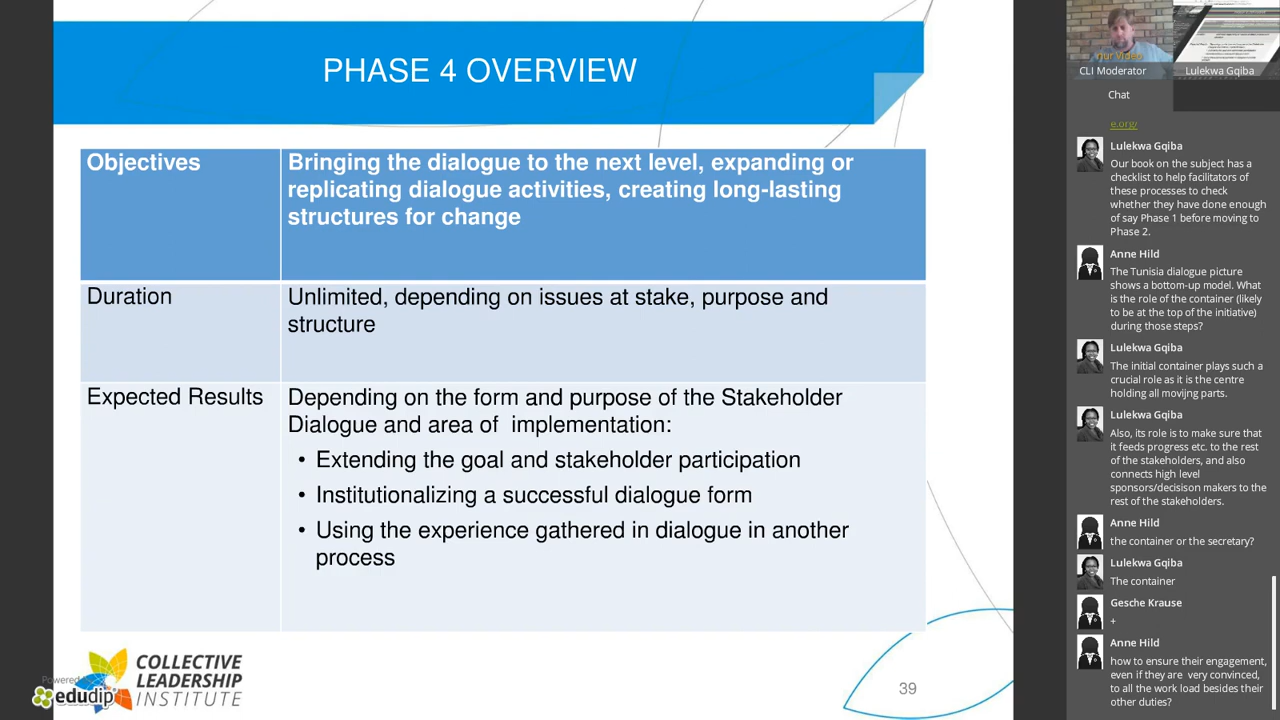 PHASE 4 OVERVIEW
Objectives
Bringing the dialogue to the next level, expanding or
replicating dialogue activities, creating long-lasting
structures for change
Duration
Unlimited, depending on issues at stake, purpose and
structure
Expected Results
Depending on the form and purpose of the Stakeholder
Dialogue and area of implementation:
• Extending the goal and stakeholder participation
• Institutionalizing a successful dialogue form
• Using the experience gathered in dialogue in another
process
COLLECTIVE
LEADERSHIP
INSTITUTE
Powered
edudip
39
CLI Moderator
Lulekwa Gqiba
Chat
e.org/
Lulekwa Gqiba
Our book on the subject has a
checklist to help facilitators of
these processes to check
whether they have done enough
of say Phase 1 before moving to
Phase 2.
Anne Hild
The Tunisia dialogue picture
shows a bottom-up model. What
is the role of the container (likely
to be at the top of the initiative)
during those steps?
Lulekwa Gqiba
The initial container plays such a
crucial role as it is the centre
holding all movijng parts.
Lulekwa Gqiba
Also, its role is to make sure that
it feeds progress etc. to the rest
of the stakeholders, and also
connects high level
sponsors/decisison makers to the
rest of the stakeholders.
Anne Hild
the container or the secretary?
Lulekwa Gqiba
The container
Gesche Krause
+
Anne Hild
how to ensure their engagement,
even if they are very convinced,
to all the work load besides their
other duties?